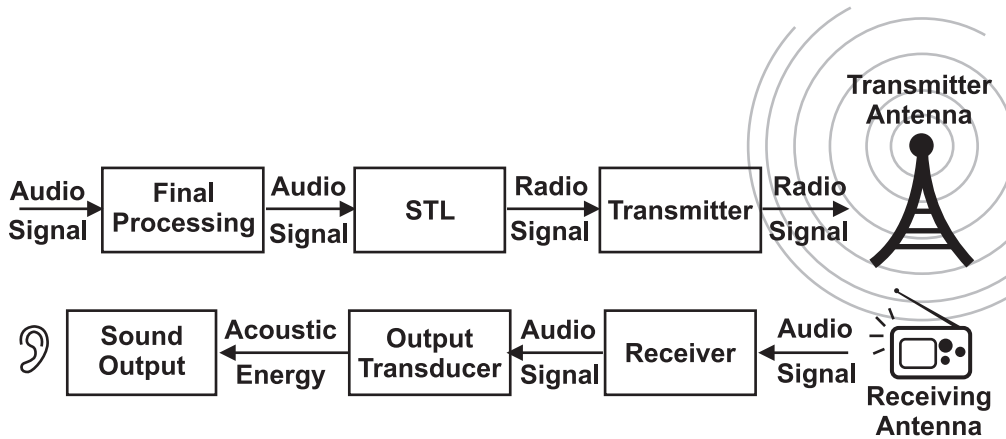 Transmitter
Antenna
Audio
Signal
Final
Processing
Audio
Signal
STL
Radio
Signal
Transmitter
Radio
Signal
Sound
Output
Acoustic
Energy
Output
Transducer
Audio
Signal
Receiver
Audio
Signal
Receiving
Antenna